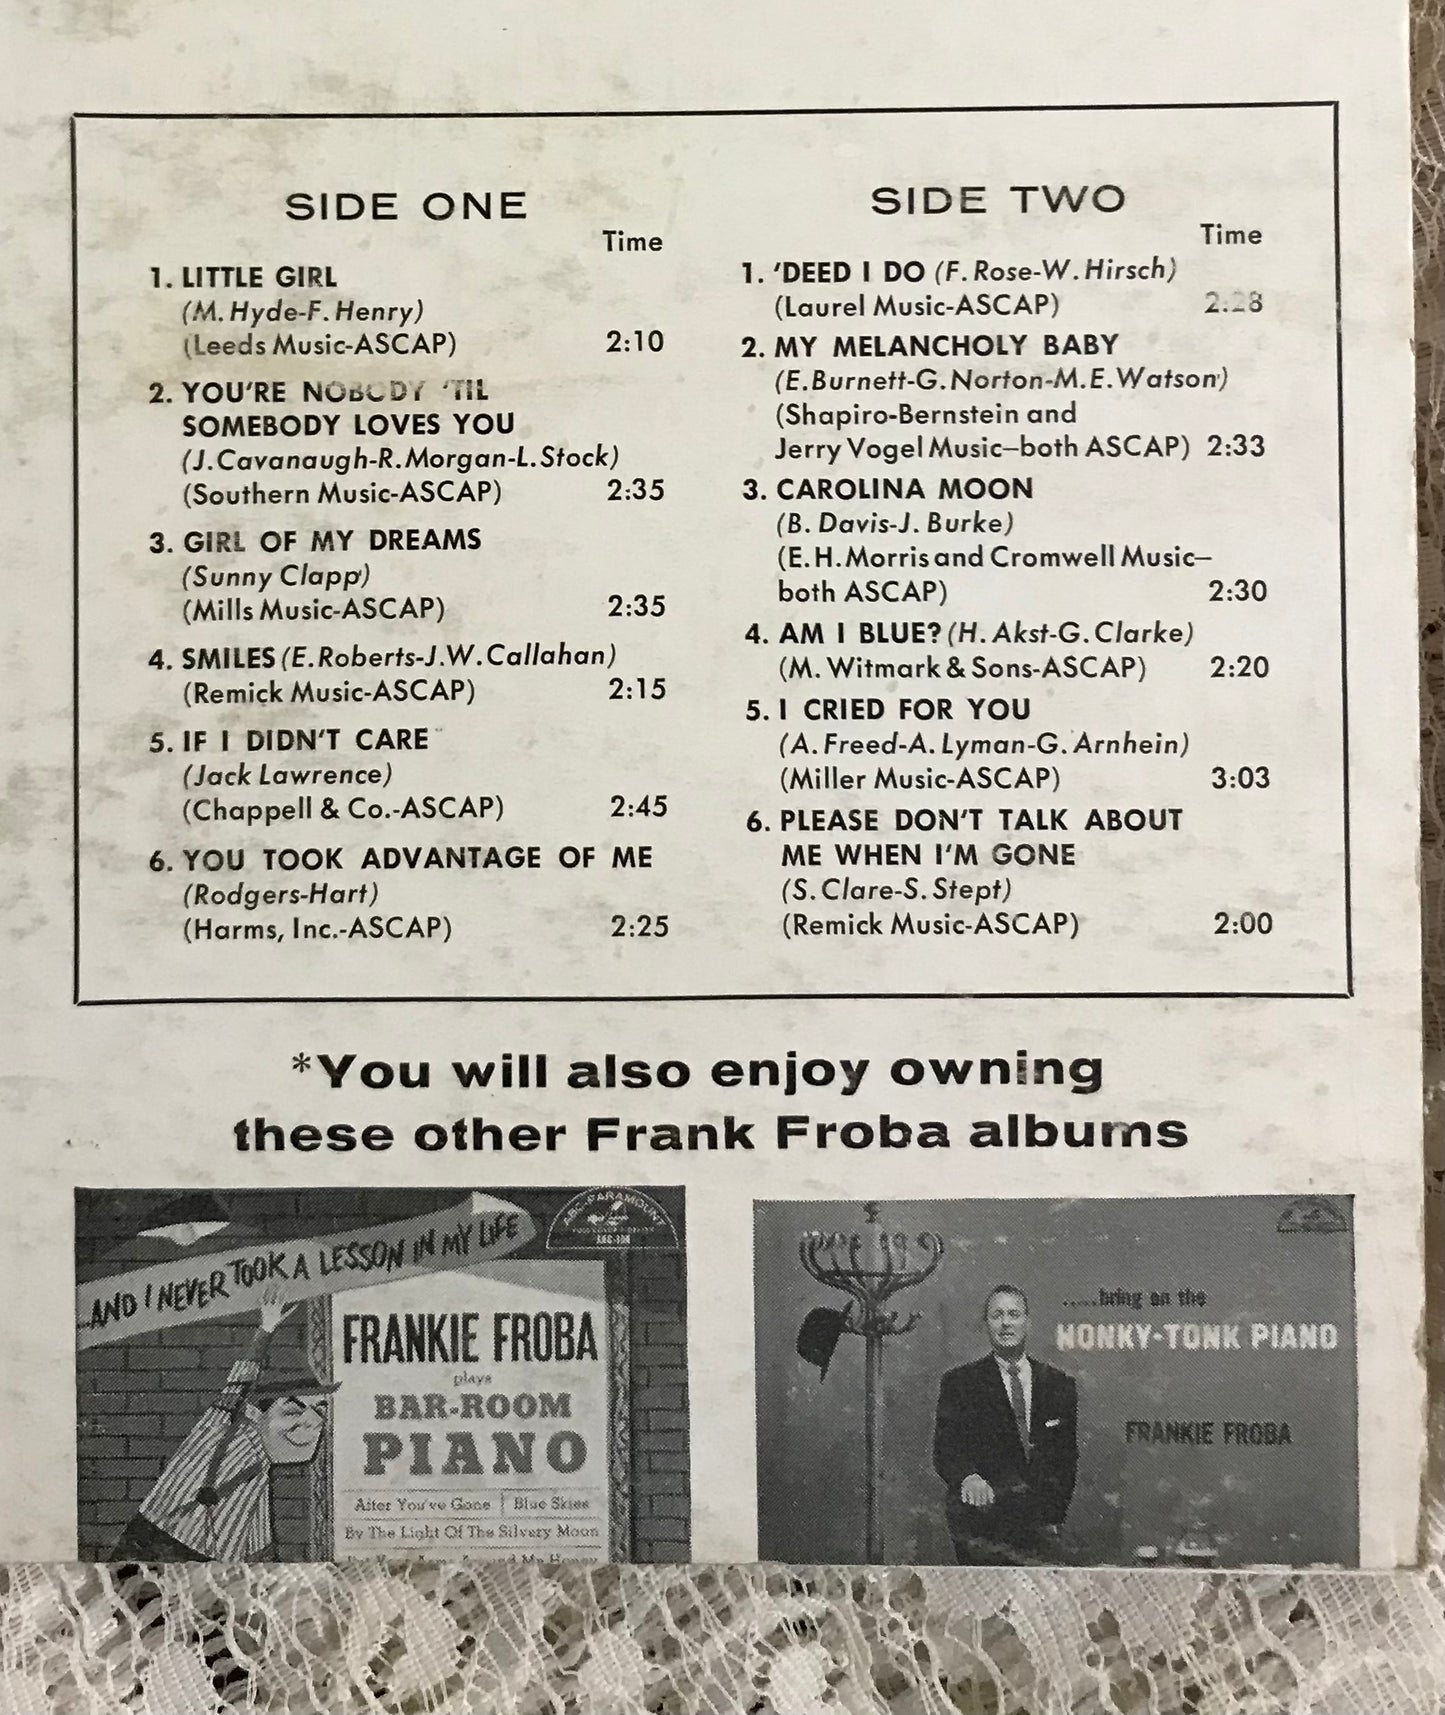 SIDE ONE
Time
1. LITTLE GIRL
(M. Hyde-F. Henry)
(Leeds Music-ASCAP) 2:10
2. YOU'RE NOBODY 'TIL
SOMEBODY LOVES YOU
(J. Cavanaugh-R. Morgan-L. Stock)
(Southern Music-ASCAP) 2:35
3. GIRL OF MY DREAMS
(Sunny Clapp)
(Mills Music-ASCAP) 2:35
4. SMILES (E. Roberts-J.W. Callahan)
(Remick Music-ASCAP) 2:15
5. IF I DIDN'T CARE
(Jack Lawrence)
(Chappell & Co.-ASCAP) 2:45
6. YOU TOOK ADVANTAGE OF ME
(Rodgers-Hart)
(Harms, Inc.-ASCAP) 2:25
SIDE TWO
Time
1. 'DEED I DO (F. Rose-W. Hirsch)
(Laurel Music-ASCAP) 2:28
2. MY MELANCHOLY BABY
(E. Burnett-G. Norton-M.E. Watson)
(Shapiro-Bernstein and
Jerry Vogel Music—both ASCAP) 2:33
3. CAROLINA MOON
(B. Davis-J. Burke)
(E.H. Morris and Cromwell Music—
both ASCAP) 2:30
4. AM I BLUE? (H. Akst-G. Clarke)
(M. Witmark & Sons-ASCAP) 2:20
5. I CRIED FOR YOU
(A. Freed-A. Lyman-G. Arnhein)
(Miller Music-ASCAP) 3:03
6. PLEASE DON'T TALK ABOUT
ME WHEN I'M GONE
(S. Clare-S. Stept)
(Remick Music-ASCAP) 2:00
*You will also enjoy owning
these other Frank Froba albums
ABC-PARAMOUNT
...AND I NEVER TOOK A LESSON IN MY LIFE
FRANKIE FROBA
plays
BAR-ROOM
PIANO
After You've Gone | Blue Skies
By The Light Of The Silvery Moon
.....bring on the
HONKY-TONK PIANO
FRANKIE FROBA